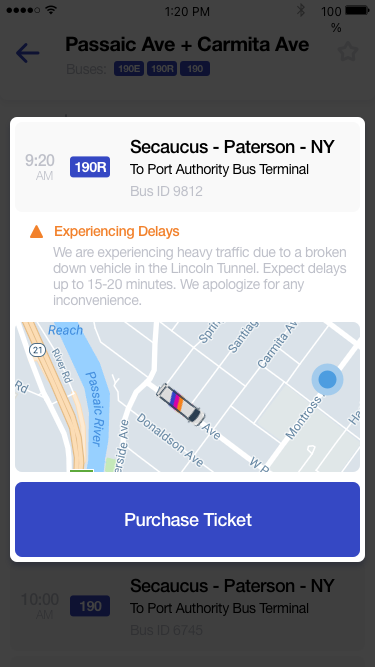 1:20 PM
100
%
Passaic Ave + Carmita Ave
Buses: 190E 190R 190
9:20
AM
190R
Secaucus - Paterson - NY
To Port Authority Bus Terminal
Bus ID 9812
Experiencing Delays
We are experiencing heavy traffic due to a broken
down vehicle in the Lincoln Tunnel. Expect delays
up to 15-20 minutes. We apologize for any
inconvenience.
Reach
21
River Rd
Rd
Passaic River
erside Ave
Donaldson Ave
Ave
Sprin
Santiag
Carmita Av
Montross
Ha
W P
Purchase Ticket
10:00
AM
190
Secaucus - Paterson - NY
To Port Authority Bus Terminal
Bus ID 6745